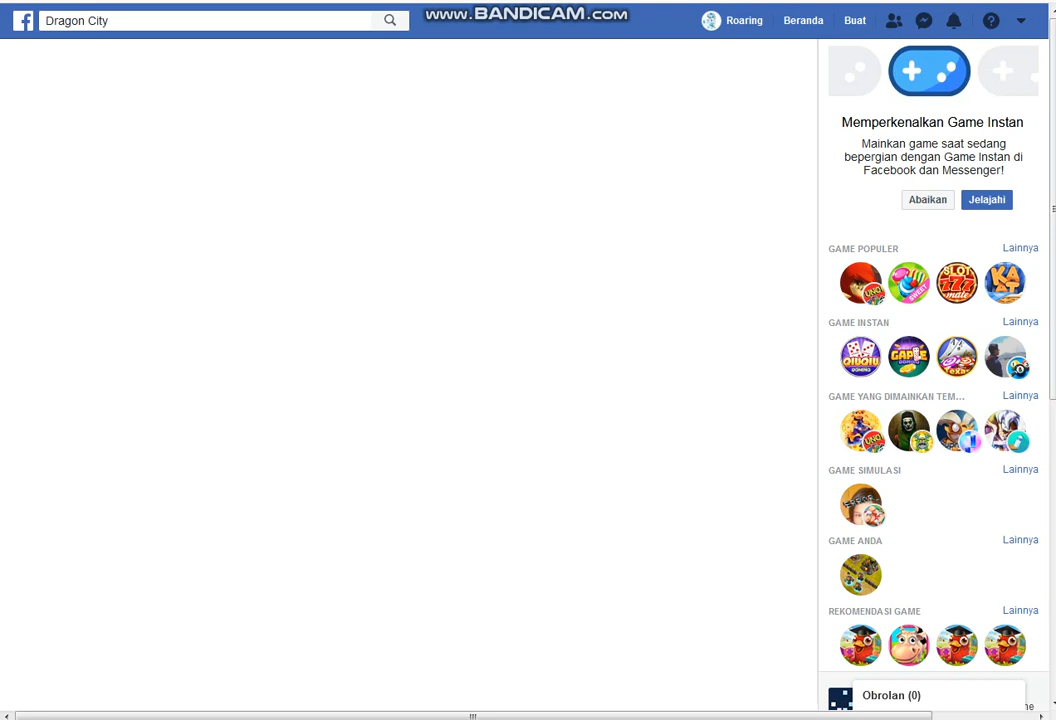 Dragon City
www.BANDICAM.com
Roaring
Beranda
Buat
Memperkenalkan Game Instan
Mainkan game saat sedang
bepergian dengan Game Instan di
Facebook dan Messenger!
Abaikan
Jelajahi
GAME POPULER
Lainnya
GAME INSTAN
Lainnya
GAME YANG DIMAINKAN TEM...
Lainnya
GAME SIMULASI
Lainnya
GAME ANDA
Lainnya
REKOMENDASI GAME
Lainnya
Obrolan (0)